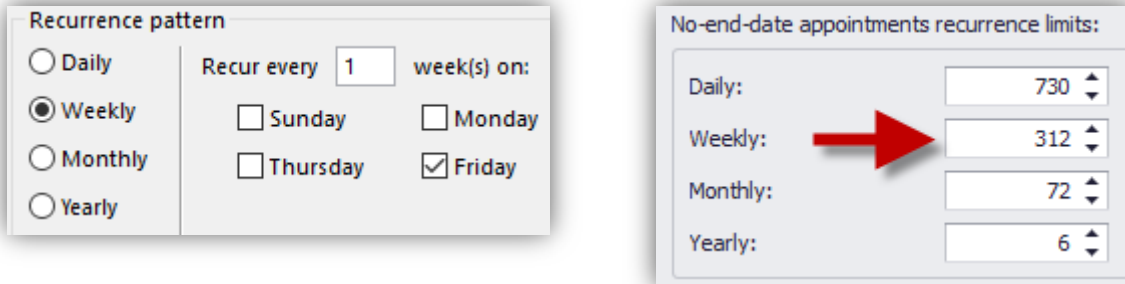 Recurrence pattern
Daily
Recur every 1 week(s) on:
Weekly
Sunday
Monday
Monthly
Thursday
Friday
Yearly
No-end-date appointments recurrence limits:
Daily: 730
Weekly: 312
Monthly: 72
Yearly: 6